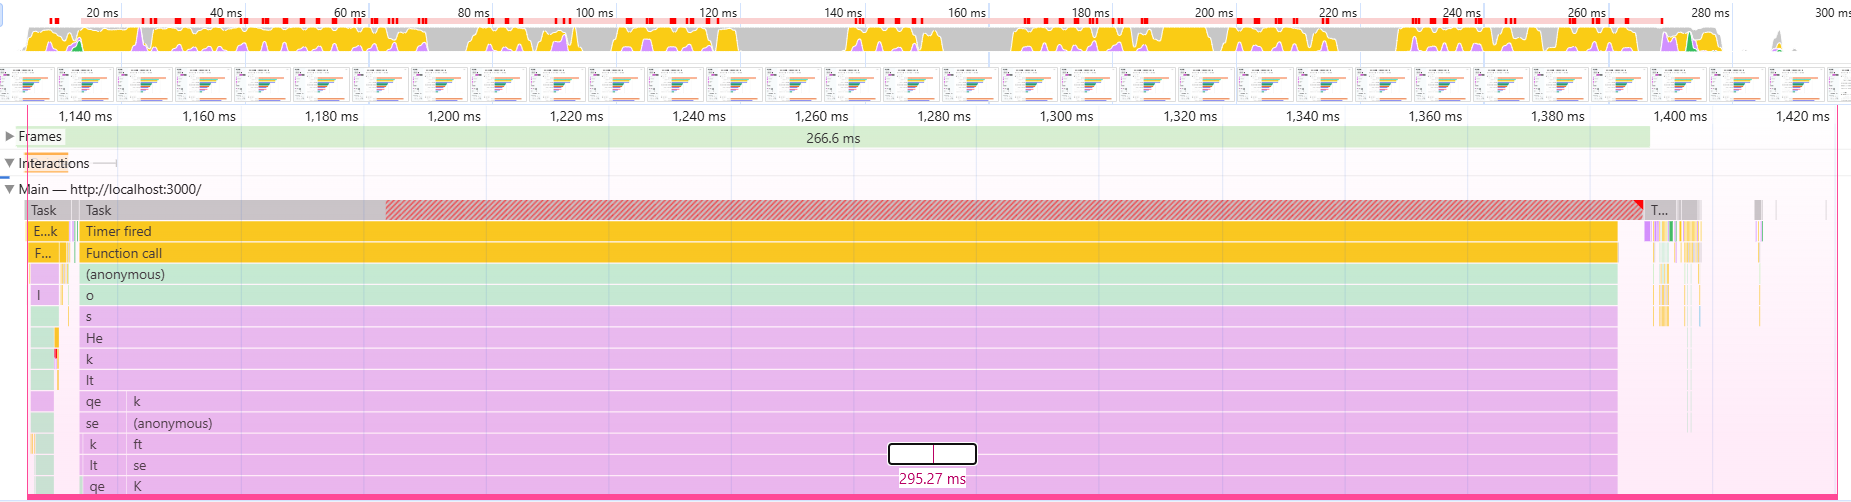 20 ms 40 ms 60 ms 80 ms 100 ms 120 ms 140 ms 160 ms 180 ms 200 ms 220 ms 240 ms 260 ms 280 ms 300 ms
1,140 ms 1,160 ms 1,180 ms 1,200 ms 1,220 ms 1,240 ms 1,260 ms 1,280 ms 1,300 ms 1,320 ms 1,340 ms 1,360 ms 1,380 ms 1,400 ms 1,420 ms
Frames 266.6 ms
Interactions
Main — http://localhost:3000/
Task Task T...
E...k Timer fired
F... Function call
(anonymous)
l o
s
He
k
lt
qe k
se (anonymous)
k ft
lt se
295.27 ms
qe K